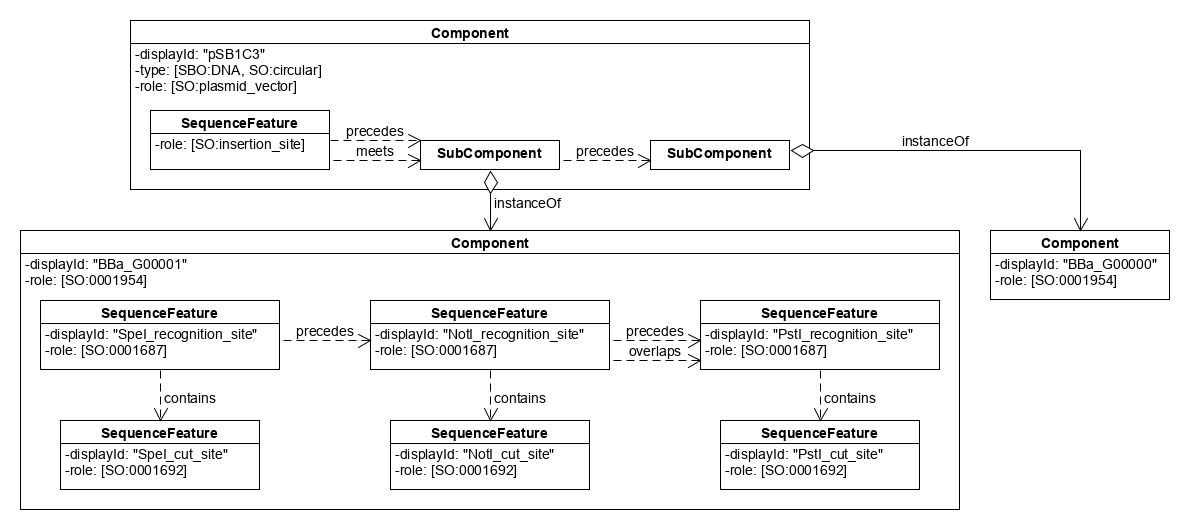 Component
-displayId: "pSB1C3"
-type: [SBO:DNA, SO:circular]
-role: [SO:plasmid_vector]
SequenceFeature
-role: [SO:insertion_site]
precedes
meets
SubComponent
precedes
SubComponent
instanceOf
instanceOf
Component
-displayId: "BBa_G00001"
-role: [SO:0001954]
Component
-displayId: "BBa_G00000"
-role: [SO:0001954]
SequenceFeature
-displayId: "SpeI_recognition_site"
-role: [SO:0001687]
precedes
SequenceFeature
-displayId: "NotI_recognition_site"
-role: [SO:0001687]
precedes
overlaps
SequenceFeature
-displayId: "PstI_recognition_site"
-role: [SO:0001687]
contains
contains
contains
SequenceFeature
-displayId: "SpeI_cut_site"
-role: [SO:0001692]
SequenceFeature
-displayId: "NotI_cut_site"
-role: [SO:0001692]
SequenceFeature
-displayId: "PstI_cut_site"
-role: [SO:0001692]